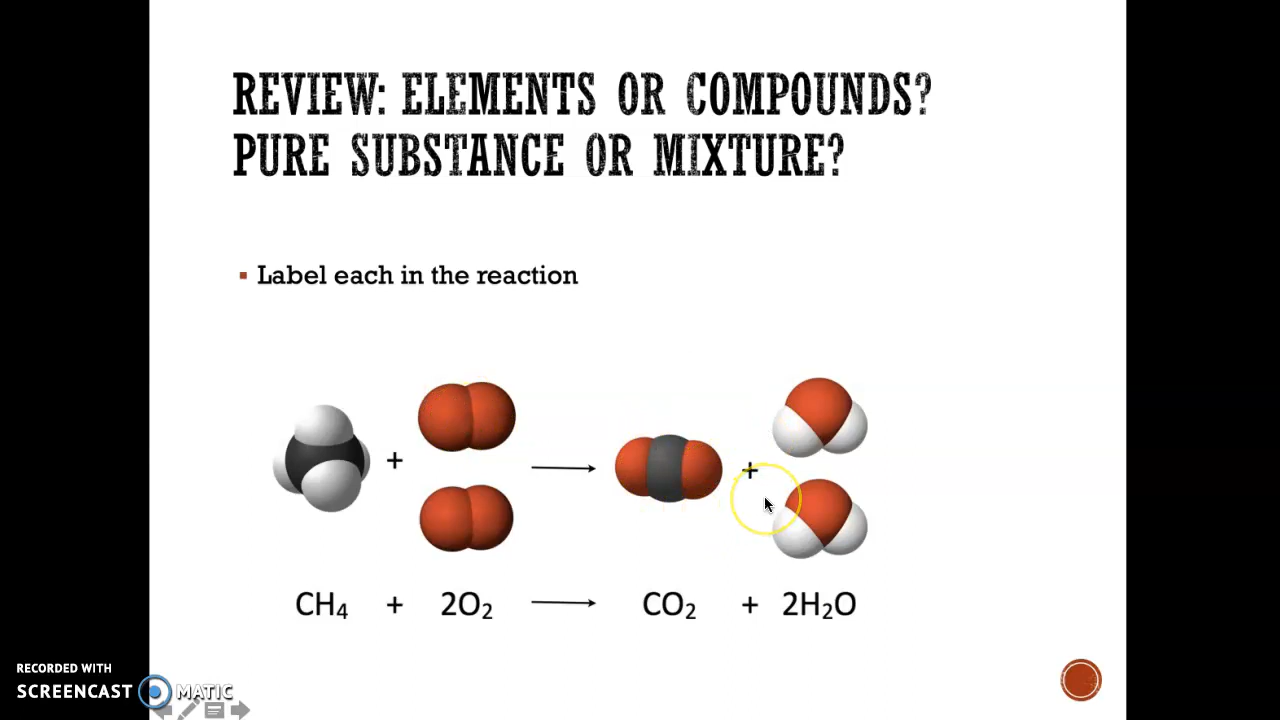 REVIEW: ELEMENTS OR COMPOUNDS?
PURE SUBSTANCE OR MIXTURE?
▪ Label each in the reaction
+ → +
CH₄ + 2O₂ → CO₂ + 2H₂O
RECORDED WITH
SCREENCAST MATIC